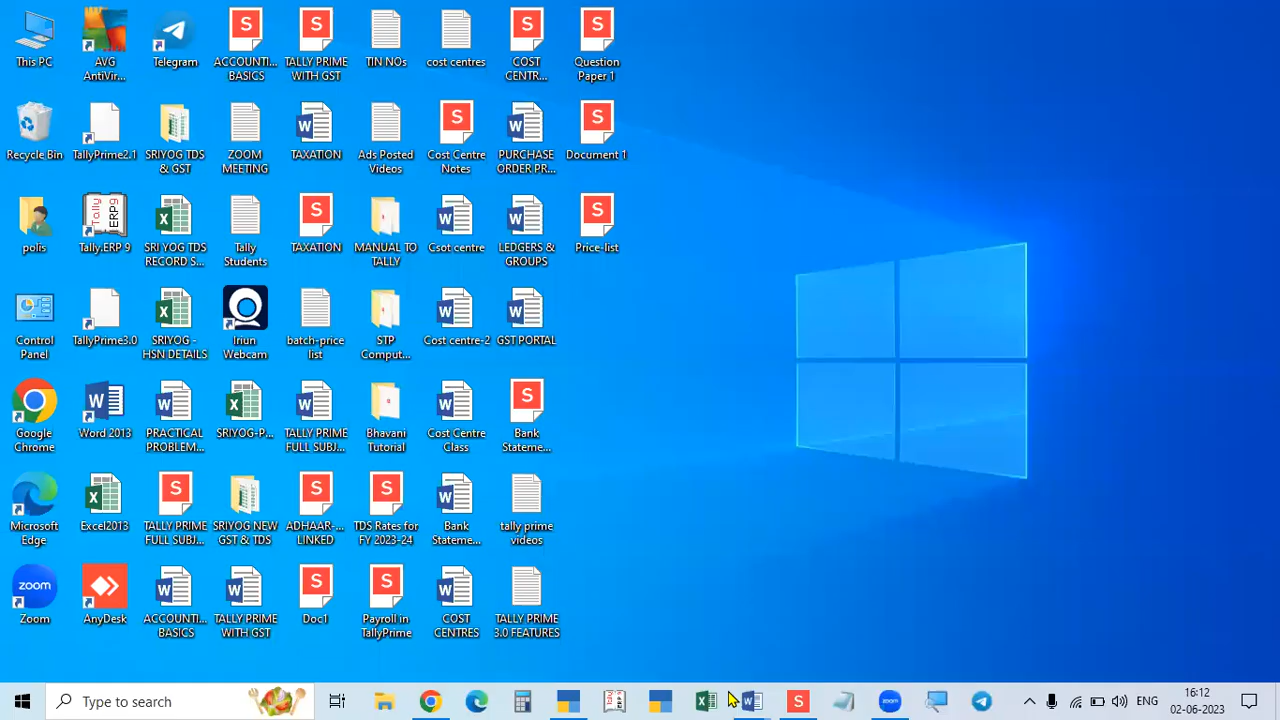 This PC
AVG
AntiVir...
Telegram
ACCOUNTI...
BASICS
TALLY PRIME
WITH GST
TIN NOs
cost centres
COST
CENTR...
Question
Paper 1
Recycle Bin
TallyPrime2.1
SRIYOG TDS
& GST
ZOOM
MEETING
TAXATION
Ads Posted
Videos
Cost Centre
Notes
PURCHASE
ORDER PR...
Document 1
polis
Tally.ERP 9
SRI YOG TDS
RECORD S...
Tally
Students
TAXATION
MANUAL TO
TALLY
Csot centre
LEDGERS &
GROUPS
Price-list
Control
Panel
TallyPrime3.0
SRIYOG -
HSN DETAILS
Iriun
Webcam
batch-price
list
STP
Comput...
Cost centre-2
GST PORTAL
Google
Chrome
Word 2013
PRACTICAL
PROBLEM...
SRIYOG-P...
TALLY PRIME
FULL SUBJ...
Bhavani
Tutorial
Cost Centre
Class
Bank
Stateme...
Microsoft
Edge
Excel2013
TALLY PRIME
FULL SUBJ...
SRIYOG NEW
GST & TDS
ADHAAR-...
LINKED
TDS Rates for
FY 2023-24
Bank
Stateme...
tally prime
videos
Zoom
AnyDesk
ACCOUNTI...
BASICS
TALLY PRIME
WITH GST
Doc1
Payroll in
TallyPrime
COST
CENTRES
TALLY PRIME
3.0 FEATURES
Type to search
ENG
16:12
02-06-2023